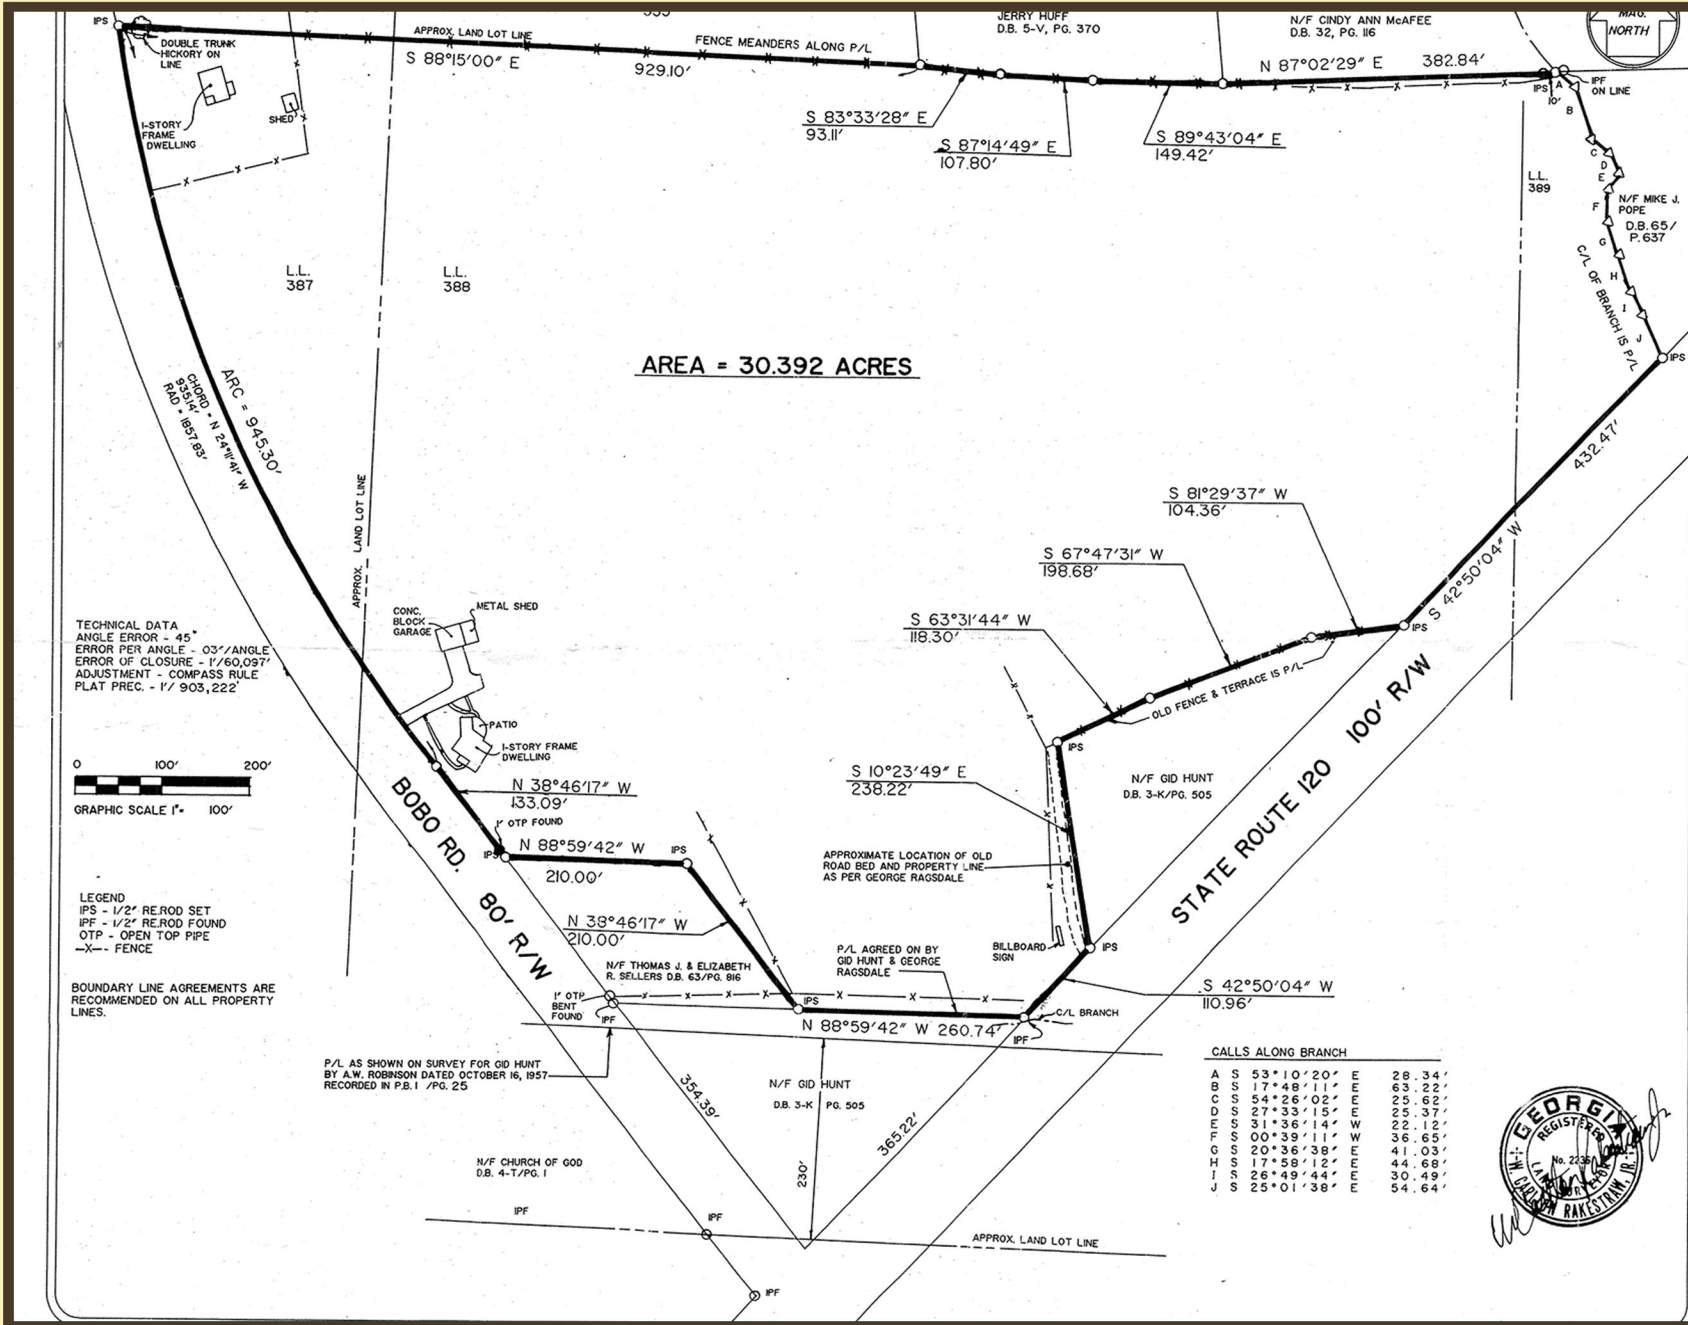 IPS
DOUBLE TRUNK
HICKORY ON
LINE
1-STORY
FRAME
DWELLING
SHED
APPROX. LAND LOT LINE
S 88°15'00" E
929.10'
FENCE MEANDERS ALONG P/L
JERRY HUFF
D.B. 5-V, PG. 370
N/F CINDY ANN McAFEE
D.B. 32, PG. 116
MAG.
NORTH
N 87°02'29" E 382.84'
IPS
A
10'
IPF
ON LINE
B
S 83°33'28" E
93.11'
S 87°14'49" E
107.80'
S 89°43'04" E
149.42'
C
D
E
F
G
H
I
J
L.L.
389
N/F MIKE J.
POPE
D.B. 65/
P. 637
C/L OF BRANCH IS P/L
IPS
L.L.
387
L.L.
388
AREA = 30.392 ACRES
ARC = 945.30'
CHORD = N 24°11'41" W
935.14'
RAD = 1857.83'
APPROX. LAND LOT LINE
432.47'
S 42°50'04" W
S 81°29'37" W
104.36'
S 67°47'31" W
198.68'
S 63°31'44" W
118.30'
IPS
OLD FENCE & TERRACE IS P/L
IPS
CONC.
BLOCK
GARAGE
METAL SHED
PATIO
1-STORY FRAME
DWELLING
TECHNICAL DATA
ANGLE ERROR - 45"
ERROR PER ANGLE - .03"/ANGLE
ERROR OF CLOSURE - 1'/60,097'
ADJUSTMENT - COMPASS RULE
PLAT PREC. - 1'/ 903,222'
0 100' 200'
GRAPHIC SCALE 1"= 100'
N 38°46'17" W
133.09'
1" OTP FOUND
IPS
N 88°59'42" W
210.00'
IPS
BOBO RD. 80' R/W
S 10°23'49" E
238.22'
N/F GID HUNT
D.B. 3-K/PG. 505
STATE ROUTE 120 100' R/W
APPROXIMATE LOCATION OF OLD
ROAD BED AND PROPERTY LINE
AS PER GEORGE RAGSDALE
LEGEND
IPS - 1/2" RE.ROD SET
IPF - 1/2" RE.ROD FOUND
OTP - OPEN TOP PIPE
-X- - FENCE
N 38°46'17" W
210.00'
N/F THOMAS J. & ELIZABETH
R. SELLERS D.B. 63/PG. 816
P/L AGREED ON BY
GID HUNT & GEORGE
RAGSDALE
BILLBOARD
SIGN
IPS
S 42°50'04" W
110.96'
BOUNDARY LINE AGREEMENTS ARE
RECOMMENDED ON ALL PROPERTY
LINES.
1" OTP
BENT
FOUND
IPF
IPS
N 88°59'42" W 260.74'
IPF
C/L BRANCH
P/L AS SHOWN ON SURVEY FOR GID HUNT
BY A.W. ROBINSON DATED OCTOBER 16, 1957
RECORDED IN P.B. 1 /PG. 25
354.39'
N/F GID HUNT
D.B. 3-K PG. 505
365.22'
230'
N/F CHURCH OF GOD
D.B. 4-T/PG. 1
IPF
IPF
APPROX. LAND LOT LINE
IPF
CALLS ALONG BRANCH
A S 53°10'20" E 28.34'
B S 17°48'11" E 63.22'
C S 54°26'02" E 25.62'
D S 27°33'15" E 25.37'
E S 31°36'14" W 22.12'
F S 00°39'11" W 36.65'
G S 20°36'38" E 41.03'
H S 17°58'12" E 44.68'
I S 26°49'44" E 30.49'
J S 25°01'38" E 54.64'
GEORGIA
REGISTERED
LAND SURVEYOR
RAKESTRAW, JR.